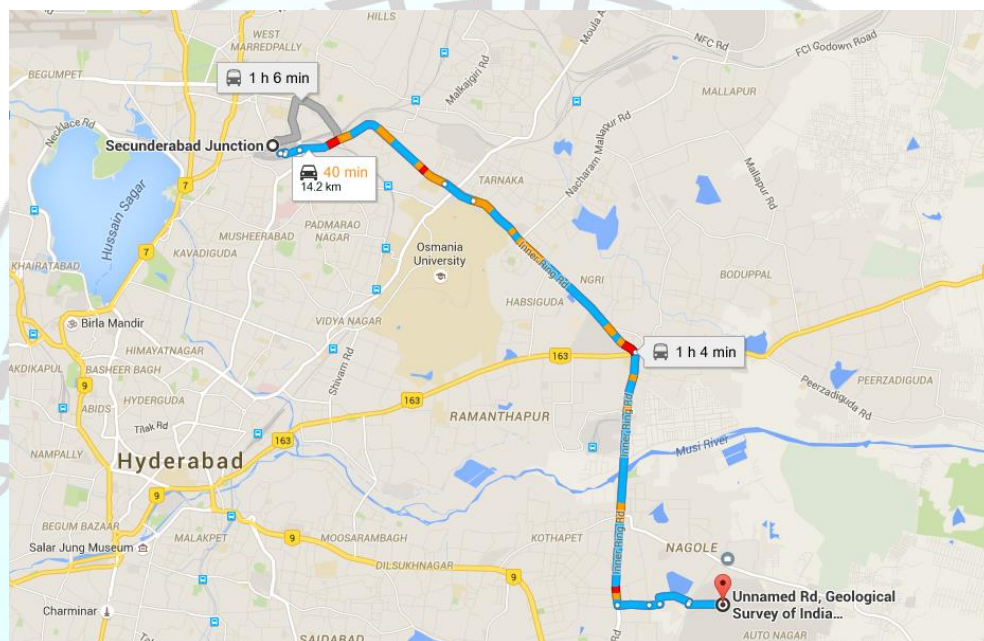 HILLS
WEST
MARREDPALLY
Moula A
NFC Rd
FCI Godown Road
BEGUMPET
1 h 6 min
Malkajgiri Rd
MALLAPUR
Necklace Rd
Secunderabad Junction
40 min
14.2 km
TARNAKA
Nacharam Mallapur Rd
Mallapur Rd
7
PADMARAO
NAGAR
MUSHEERABAD
Hussain Sagar
KAVADIGUDA
Osmania
University
Inner Ring Rd
NGRI
BODUPPAL
7
KHAIRATABAD
HABSIGUDA
Birla Mandir
VIDYA NAGAR
Shivam Rd
163
1 h 4 min
HIMAYATNAGAR
BASHEER BAGH
AKDIKAPUL
9
HYDERGUDA
163
PEERZADIGUDA
Peerzadiguda Rd
ABIDS
Tilak Rd
RAMANTHAPUR
Inner Ring Rd
163
Musi River
NAMPALLY
Hyderabad
9
9
BEGUM BAZAAR
MALAKPET
MOOSARAMBAGH
KOTHAPET
Inner Ring Rd
NAGOLE
Salar Jung Museum
DILSUKHNAGAR
9
Unnamed Rd, Geological
Survey of India...
Charminar
SAIDABAD
AUTO NAGAR